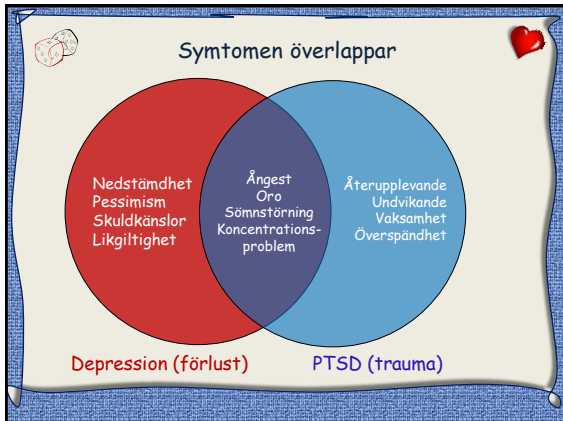 Symtomen överlappar
Nedstämdhet
Pessimism
Skuldkänslor
Likgiltighet
Ångest
Oro
Sömnstörning
Koncentrations-
problem
Återupplevande
Undvikande
Vaksamhet
Överspändhet
Depression (förlust)
PTSD (trauma)